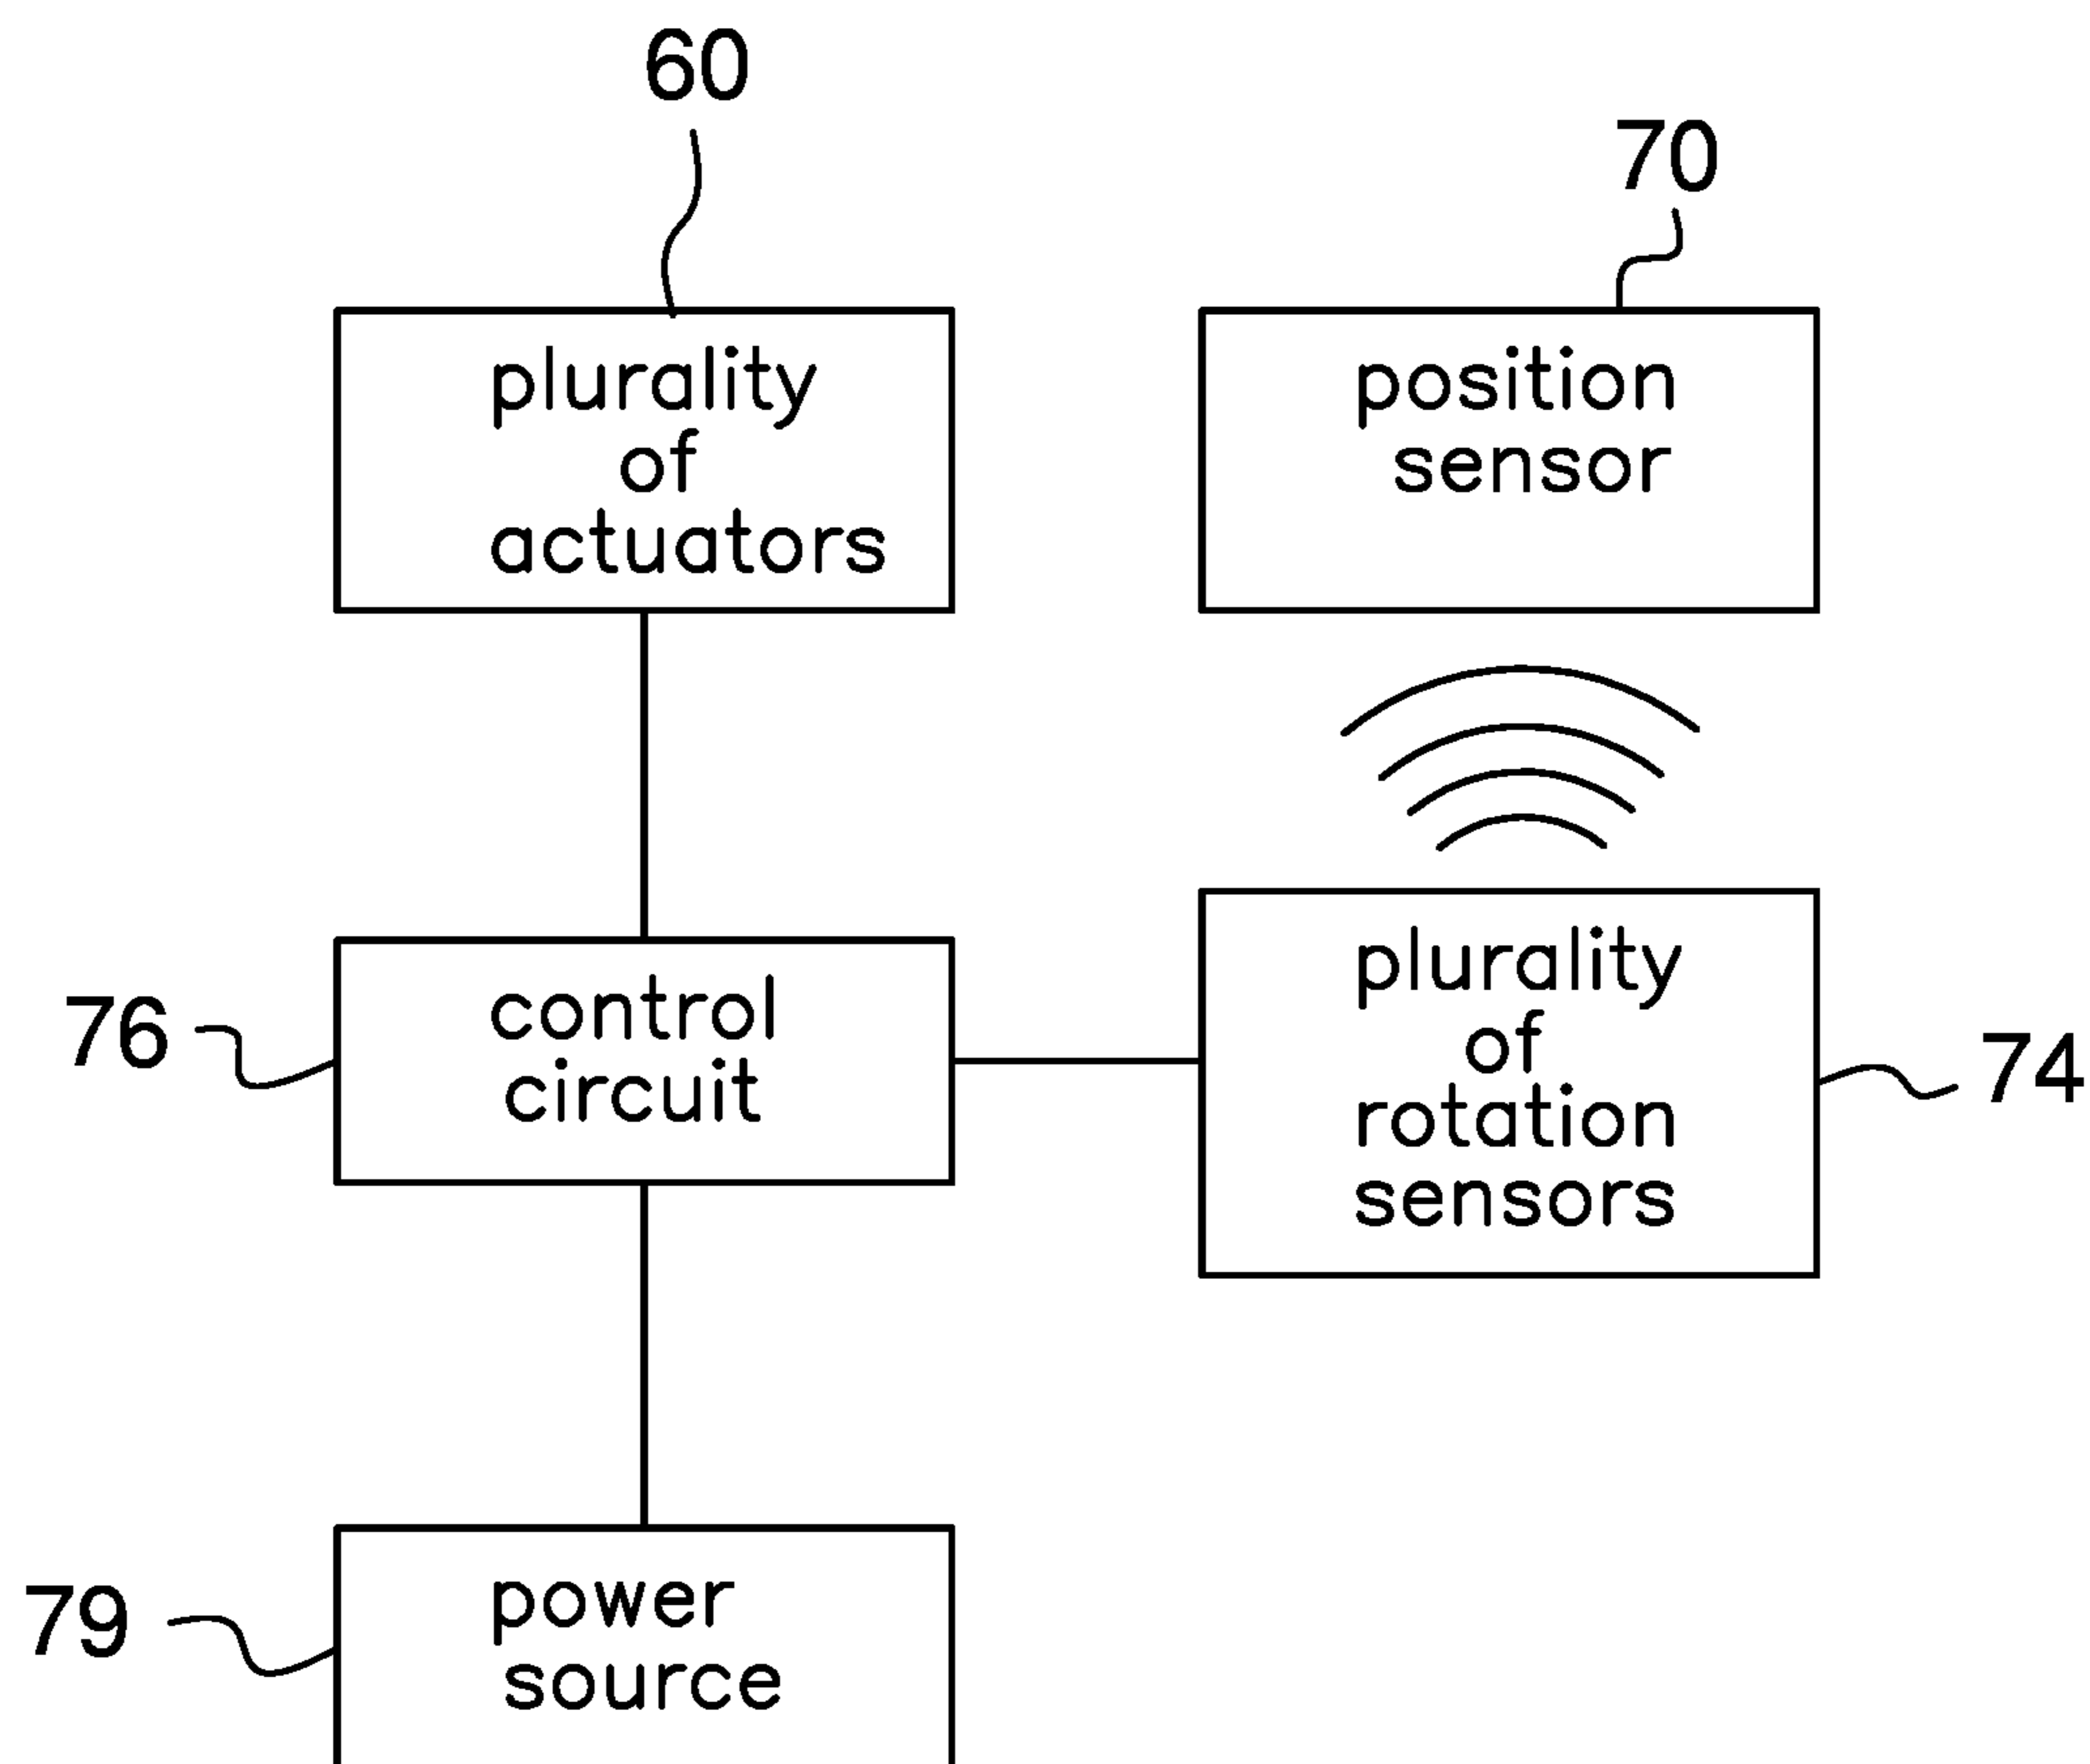 60
70
plurality
of
actuators
position
sensor
76
control
circuit
plurality
of
rotation
sensors
74
79
power
source